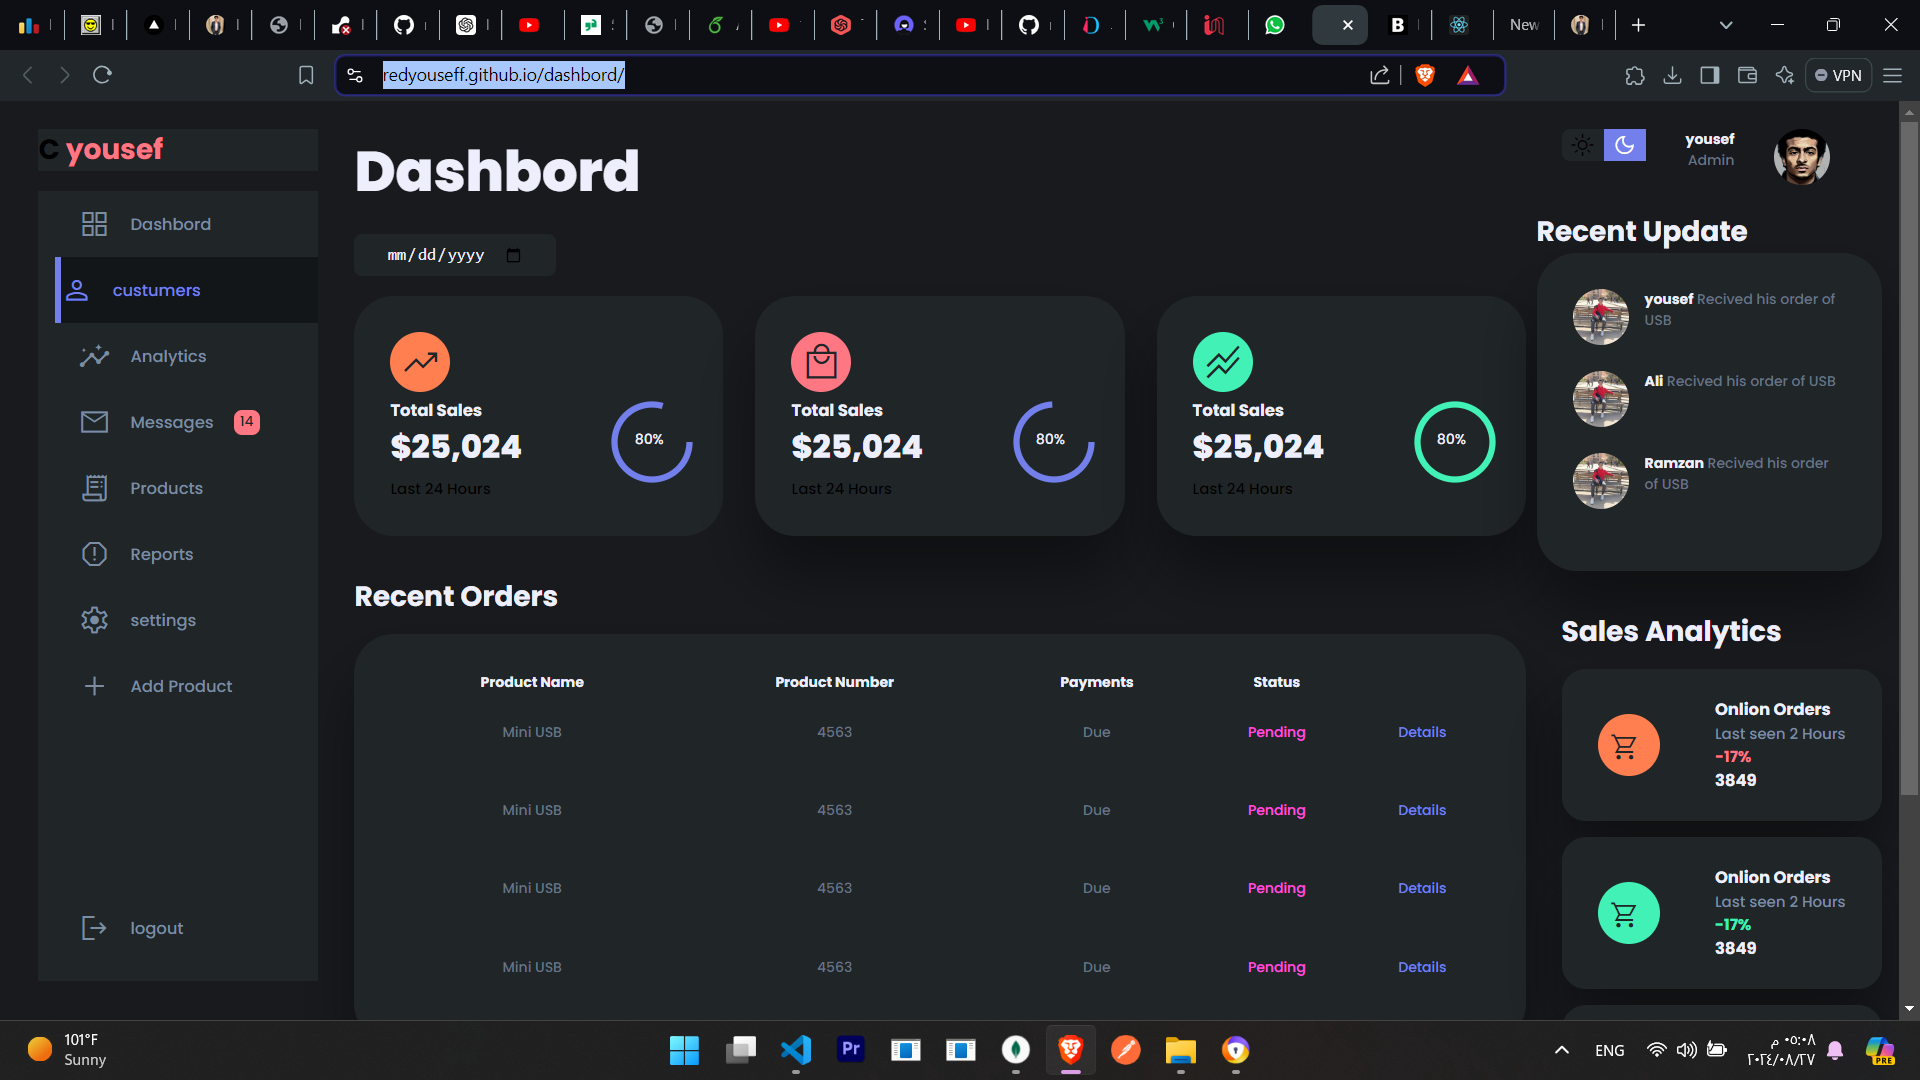 New
redyouseff.github.io/dashbord/
VPN
C yousef
Dashbord
custumers
Analytics
Messages 14
Products
Reports
settings
Add Product
logout
Dashbord
mm/dd/yyyy
Total Sales
$25,024
80%
Last 24 Hours
Total Sales
$25,024
80%
Last 24 Hours
Total Sales
$25,024
80%
Last 24 Hours
Recent Orders
Product Name Product Number Payments Status
Mini USB 4563 Due Pending Details
Mini USB 4563 Due Pending Details
Mini USB 4563 Due Pending Details
Mini USB 4563 Due Pending Details
yousef
Admin
Recent Update
yousef Recived his order of
USB
Ali Recived his order of USB
Ramzan Recived his order
of USB
Sales Analytics
Onlion Orders
Last seen 2 Hours
-17%
3849
Onlion Orders
Last seen 2 Hours
-17%
3849
101°F
Sunny
Pr
ENG
٠٥:٠٨ م
٢٠٢٤/٠٨/٢٧
PRE